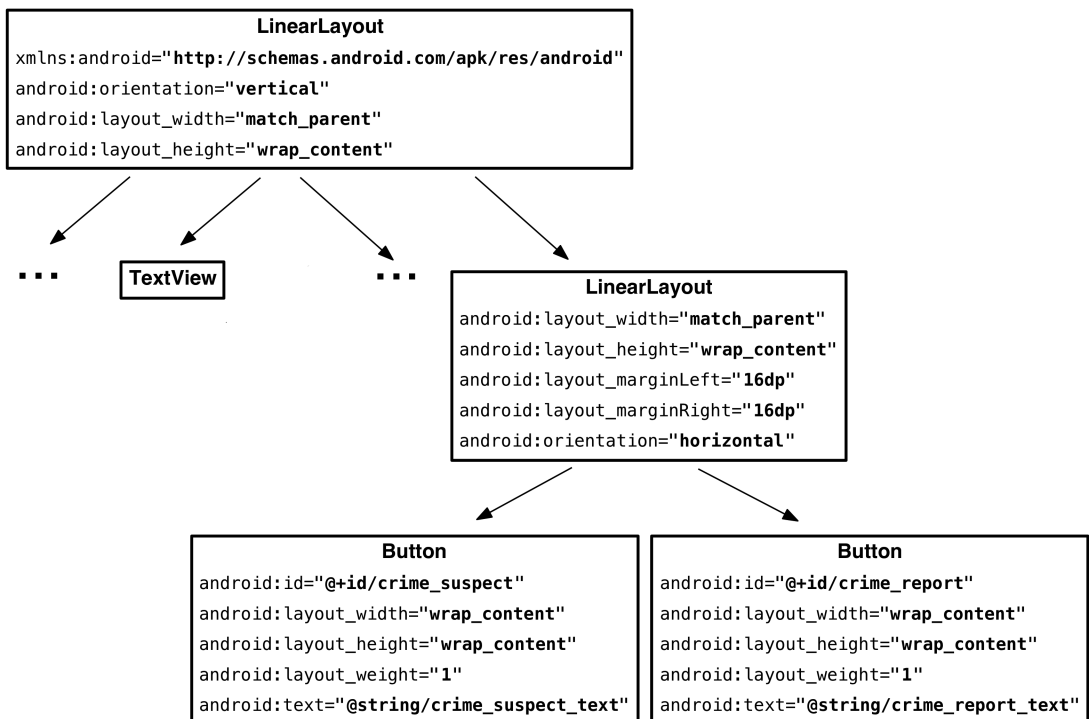 LinearLayout
xmlns:android="http://schemas.android.com/apk/res/android"
android:orientation="vertical"
android:layout_width="match_parent"
android:layout_height="wrap_content"
...
TextView
...
LinearLayout
android:layout_width="match_parent"
android:layout_height="wrap_content"
android:layout_marginLeft="16dp"
android:layout_marginRight="16dp"
android:orientation="horizontal"
Button
android:id="@+id/crime_suspect"
android:layout_width="wrap_content"
android:layout_height="wrap_content"
android:layout_weight="1"
android:text="@string/crime_suspect_text"
Button
android:id="@+id/crime_report"
android:layout_width="wrap_content"
android:layout_height="wrap_content"
android:layout_weight="1"
android:text="@string/crime_report_text"